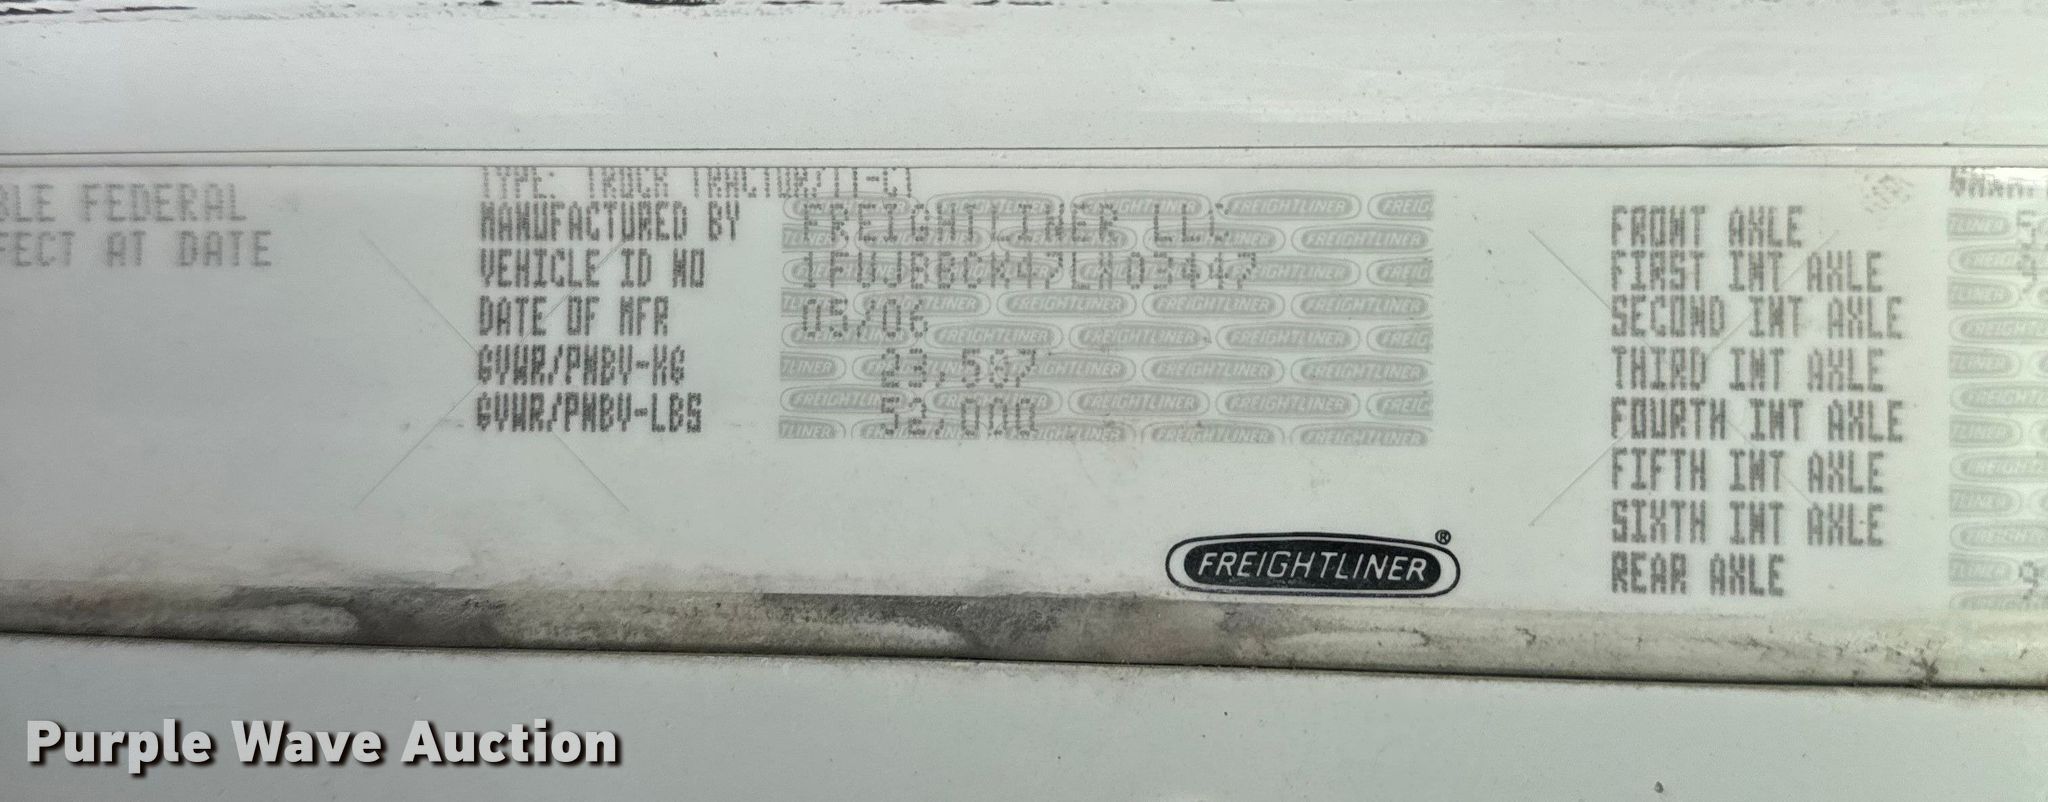 BLE FEDERAL
FECT AT DATE
TYPE: TRUCK TRACTOR/TT-CT
MANUFACTURED BY FREIGHTLINER LLC
VEHICLE ID NO
DATE OF MFR 05/06
GVWR/PNBV-KG 23,587
GVWR/PNBV-LBS 52,000
FREIGHTLINER®
FRONT AXLE
FIRST INT AXLE
SECOND INT AXLE
THIRD INT AXLE
FOURTH INT AXLE
FIFTH INT AXLE
SIXTH INT AXLE
REAR AXLE
Purple Wave Auction